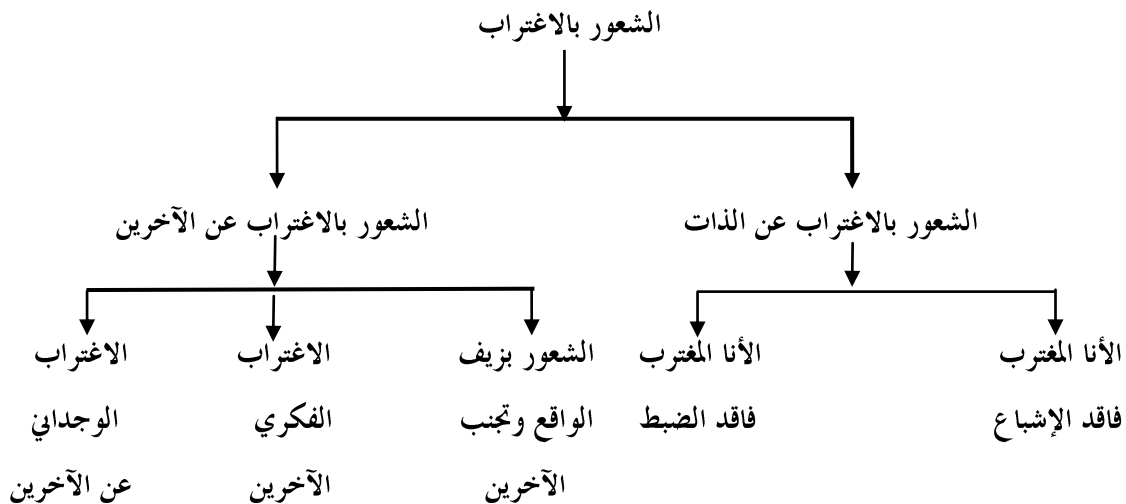 الشعور بالاغتراب
الشعور بالاغتراب عن الذات
الشعور بالاغتراب عن الآخرين
الأنا المغترب
فاقد الإشباع
الأنا المغترب
فاقد الضبط
الشعور بزيف
الواقع وتجنب
الآخرين
الاغتراب
الفكري
الآخرين
الاغتراب
الوجداني
عن الآخرين